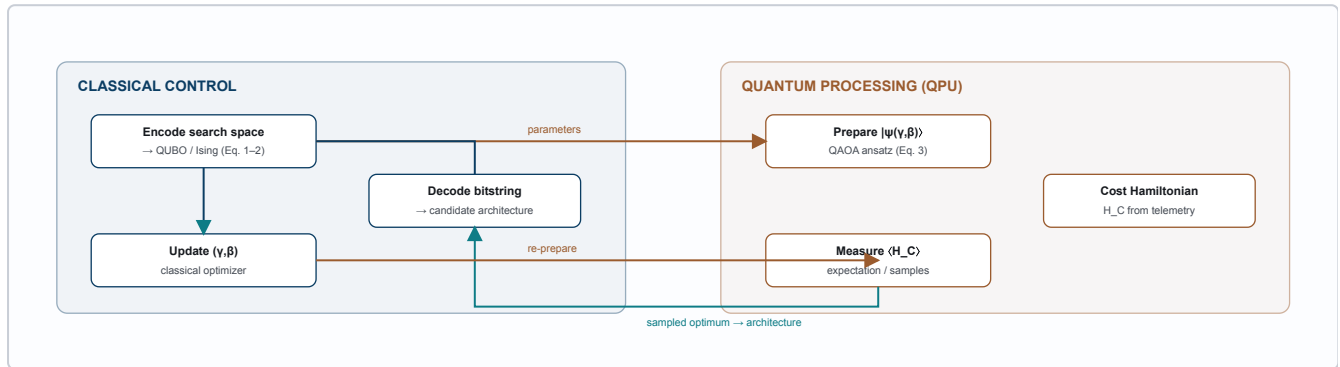 CLASSICAL CONTROL
Encode search space
→ QUBO / Ising (Eq. 1–2)
Decode bitstring
→ candidate architecture
Update (γ,β)
classical optimizer
parameters
re-prepare
sampled optimum → architecture
QUANTUM PROCESSING (QPU)
Prepare |ψ(γ,β)⟩
QAOA ansatz (Eq. 3)
Cost Hamiltonian
H_C from telemetry
Measure ⟨H_C⟩
expectation / samples